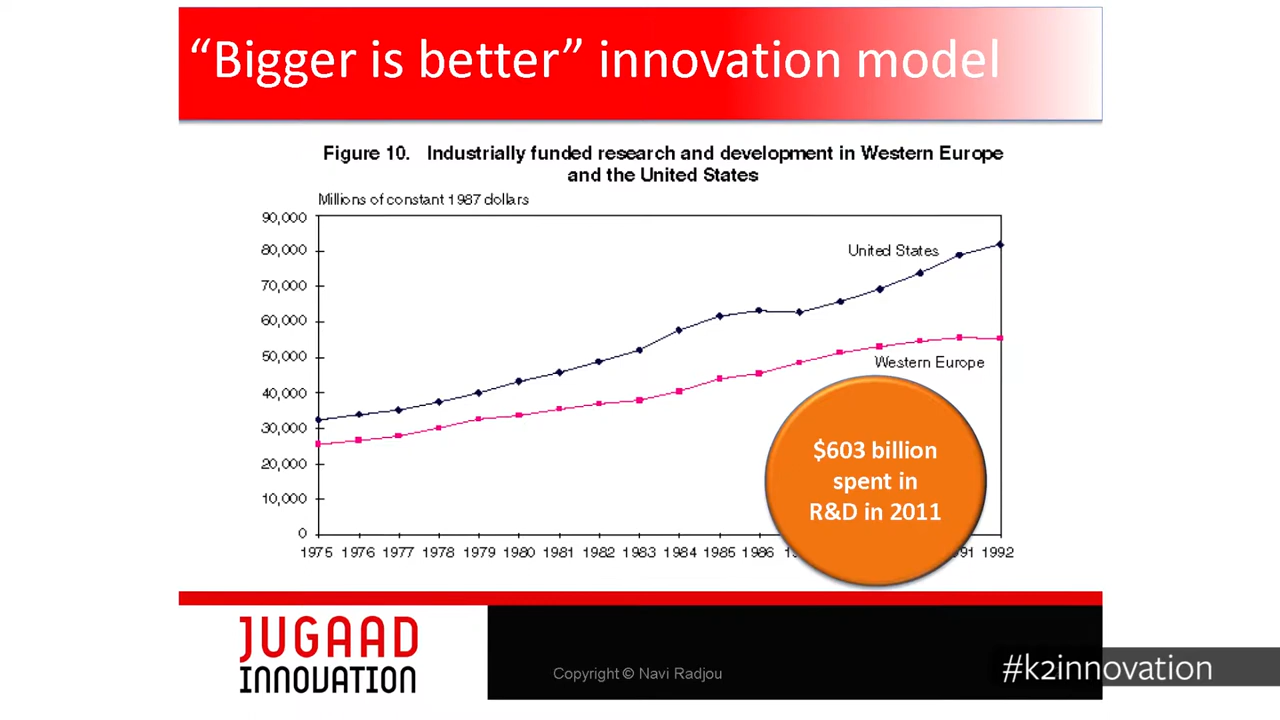 “Bigger is better” innovation model
Figure 10. Industrially funded research and development in Western Europe
and the United States
Millions of constant 1987 dollars
90,000
80,000
70,000
60,000
50,000
40,000
30,000
20,000
10,000
0
United States
Western Europe
$603 billion
spent in
R&D in 2011
1975 1976 1977 1978 1979 1980 1981 1982 1983 1984 1985 1986 1992
JUGAAD
INNOVATION
Copyright © Navi Radjou
#k2innovation